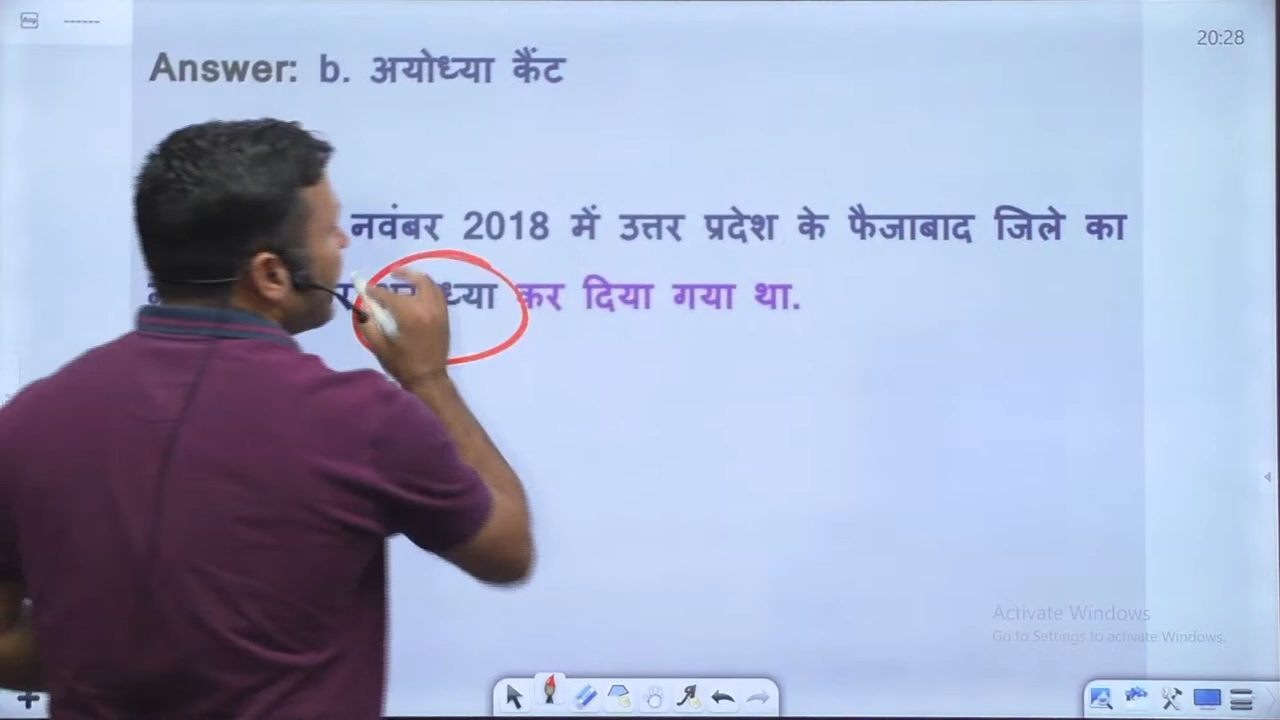 20:28
Answer: b. अयोध्या कैंट
नवंबर 2018 में उत्तर प्रदेश के फैजाबाद जिले का
कर दिया गया था.
Activate Windows
Go to Settings to activate Windows.